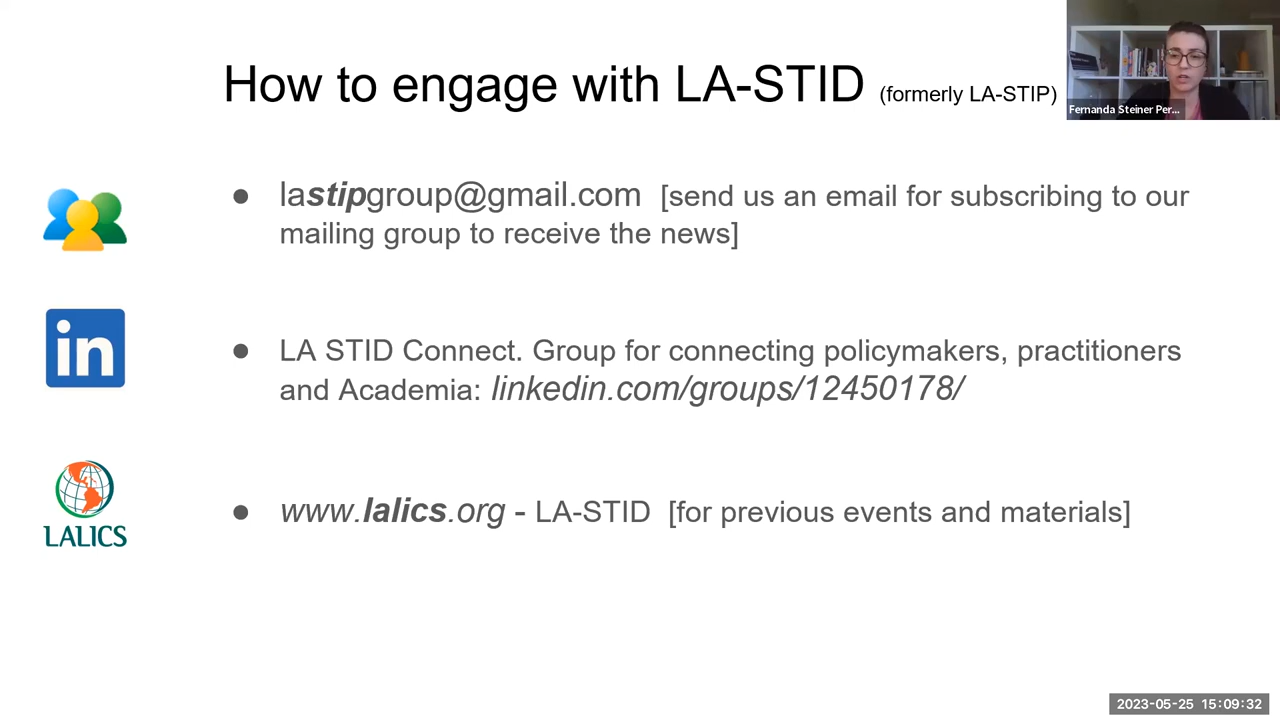 How to engage with LA-STID (formerly LA-STIP)
Fernanda Steiner Per...
● lastipgroup@gmail.com [send us an email for subscribing to our
mailing group to receive the news]
in
● LA STID Connect. Group for connecting policymakers, practitioners
and Academia: linkedin.com/groups/12450178/
LALICS
● www.lalics.org - LA-STID [for previous events and materials]
2023-05-25 15:09:32